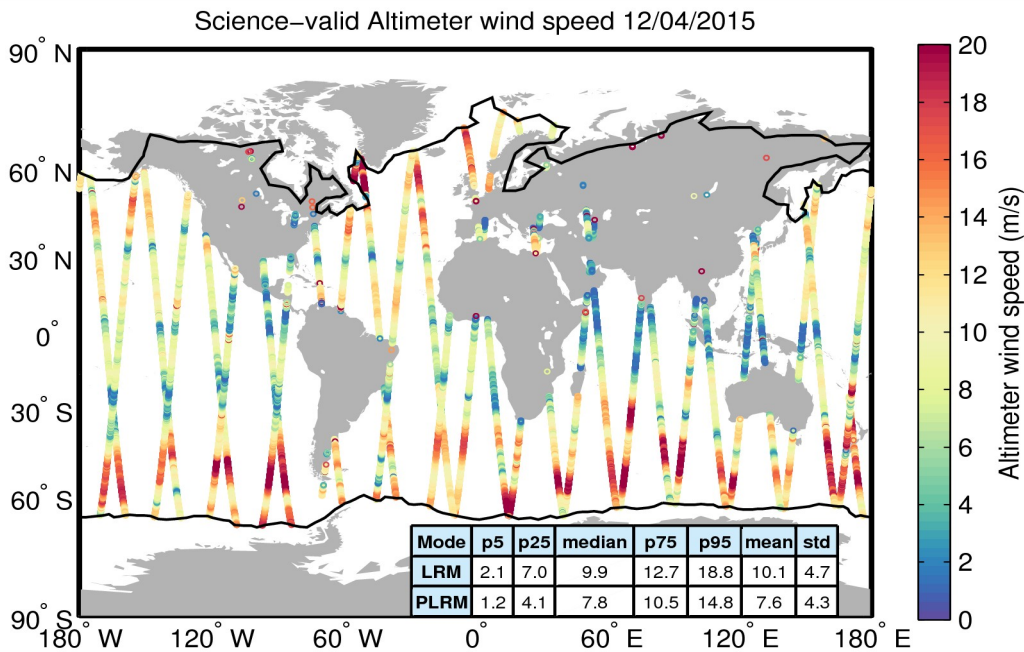 Science−valid Altimeter wind speed 12/04/2015
90° N
60° N
30° N
0°
30° S
60° S
90° S
180° W
120° W
60° W
0°
60° E
120° E
180° E
Mode p5 p25 median p75 p95 mean std
LRM 2.1 7.0 9.9 12.7 18.8 10.1 4.7
PLRM 1.2 4.1 7.8 10.5 14.8 7.6 4.3
20
18
16
14
12
10
8
6
4
2
0
Altimeter wind speed (m/s)